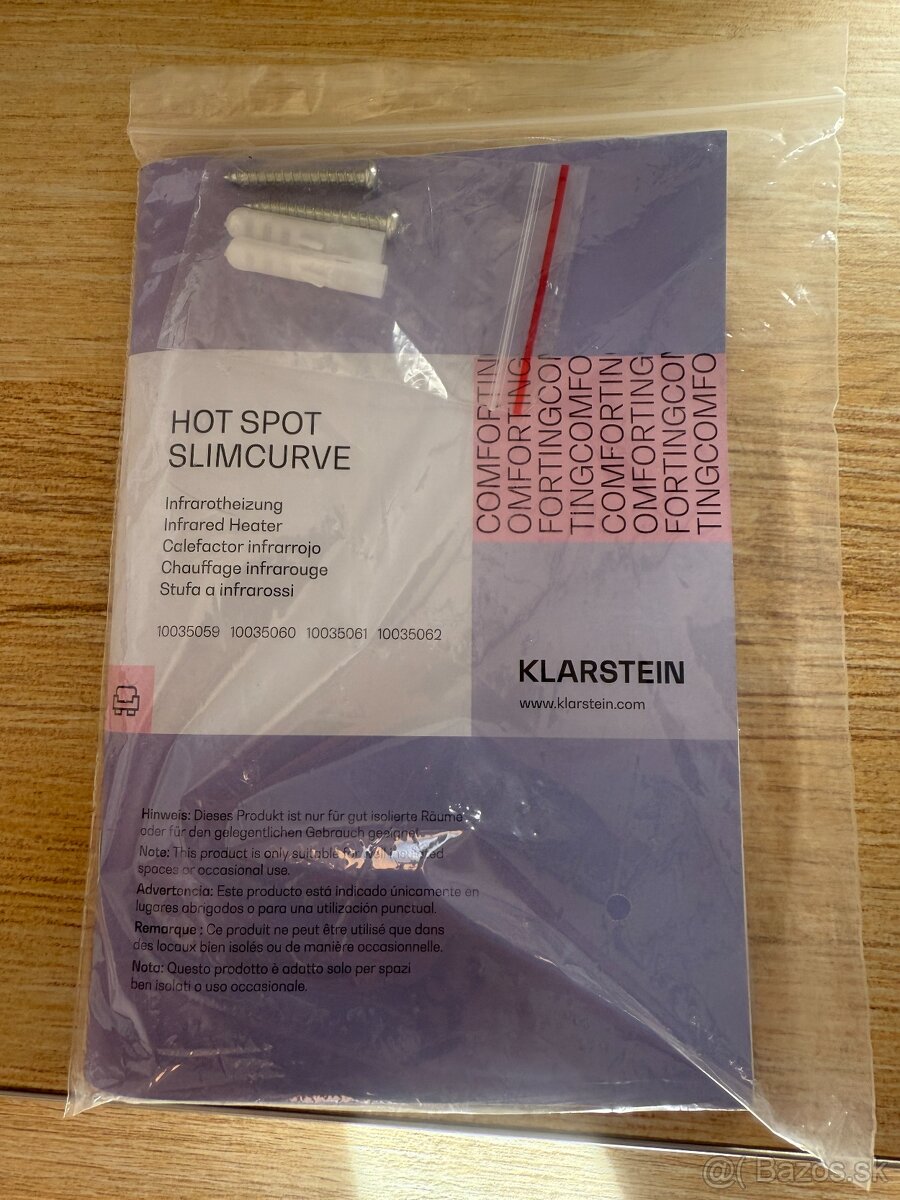 HOT SPOT
SLIMCURVE
Infrarotheizung
Infrared Heater
Calefactor infrarrojo
Chauffage infrarouge
Stufa a infrarossi
10035059 10035060 10035061 10035062
COMFORTIN
OMFORTING
FORTINGCOM
TINGCOMFO
COMFORTIN
OMFORTING
FORTINGCOM
TINGCOMFO
KLARSTEIN
www.klarstein.com
Hinweis: Dieses Produkt ist nur für gut isolierte Räume
oder für den gelegentlichen Gebrauch geeignet.
Note: This product is only suitable
spaces or occasional use.
Advertencia: Este producto está indicado únicamente en
lugares abrigados o para una utilización punctual.
Remarque : Ce produit ne peut être utilisé que dans
des locaux bien isolés ou de manière occasionnelle.
Nota: Questo prodotto è adatto solo per spazi
ben isolati o uso occasionale.
@( Bazos.sk